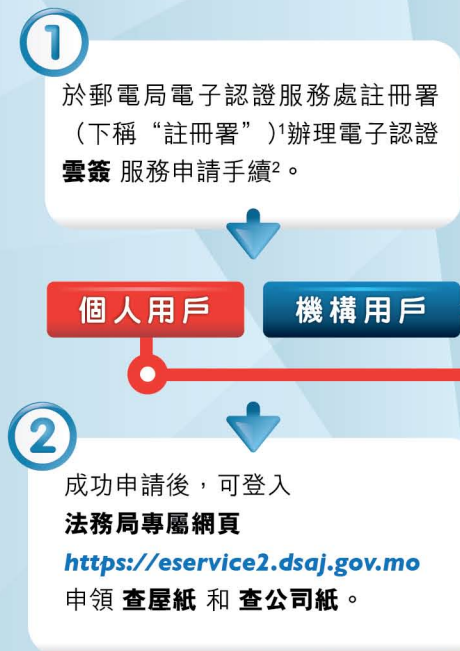 1
於郵電局電子認證服務處註冊署
（下稱“註冊署”)¹辦理電子認證
雲簽 服務申請手續²。
個人用戶 機構用戶
2
成功申請後，可登入
法務局專屬網頁
https://eservice2.dsaj.gov.mo
申領 查屋紙 和 查公司紙。